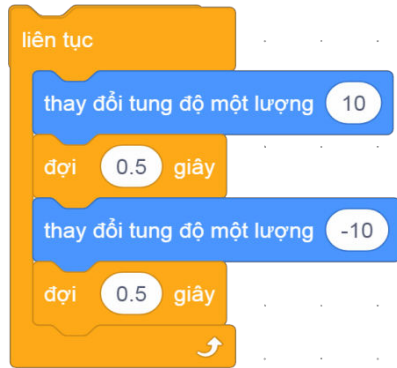 liên tục
thay đổi tung độ một lượng 10
đợi 0.5 giây
thay đổi tung độ một lượng -10
đợi 0.5 giây